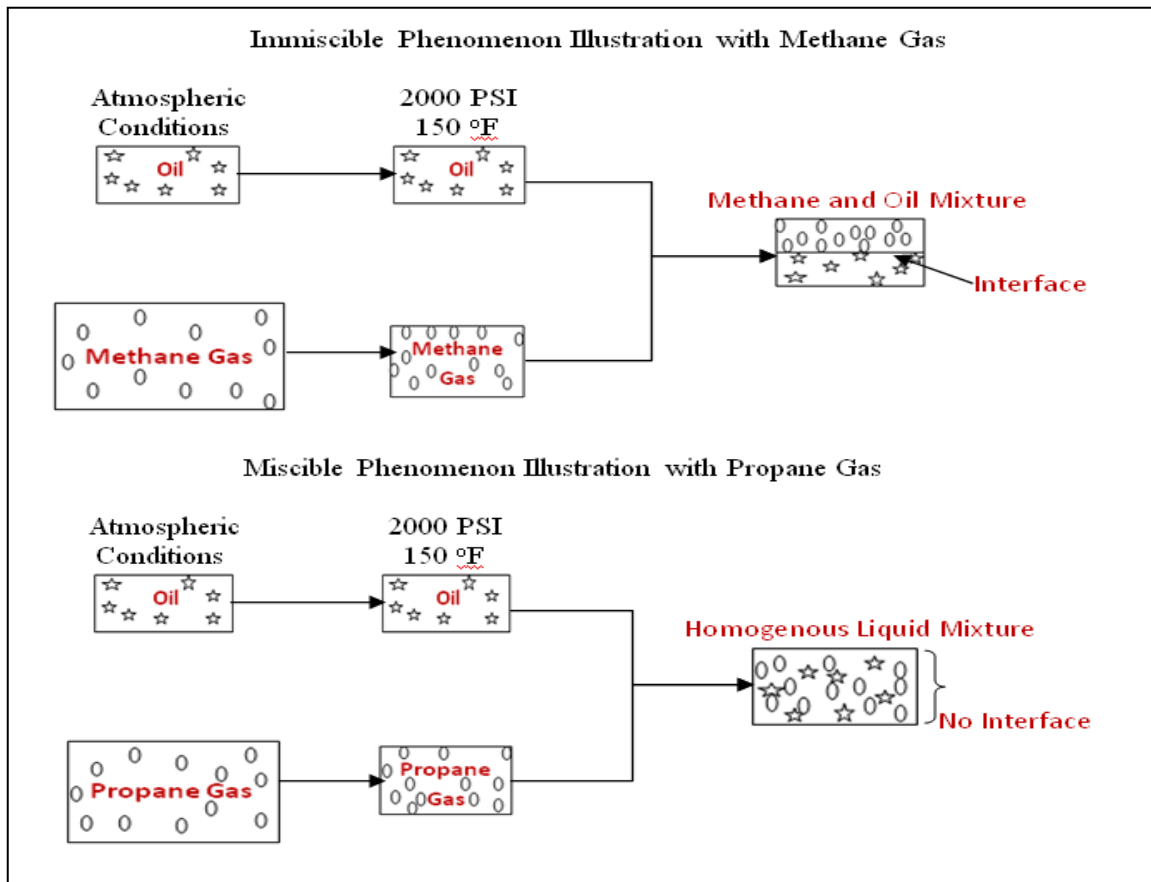 Immiscible Phenomenon Illustration with Methane Gas
Atmospheric
Conditions
2000 PSI
150 °F
Oil
Oil
Methane and Oil Mixture
Interface
Methane Gas
Methane
Gas
Miscible Phenomenon Illustration with Propane Gas
Atmospheric
Conditions
2000 PSI
150 °F
Oil
Oil
Homogenous Liquid Mixture
No Interface
Propane Gas
Propane
Gas